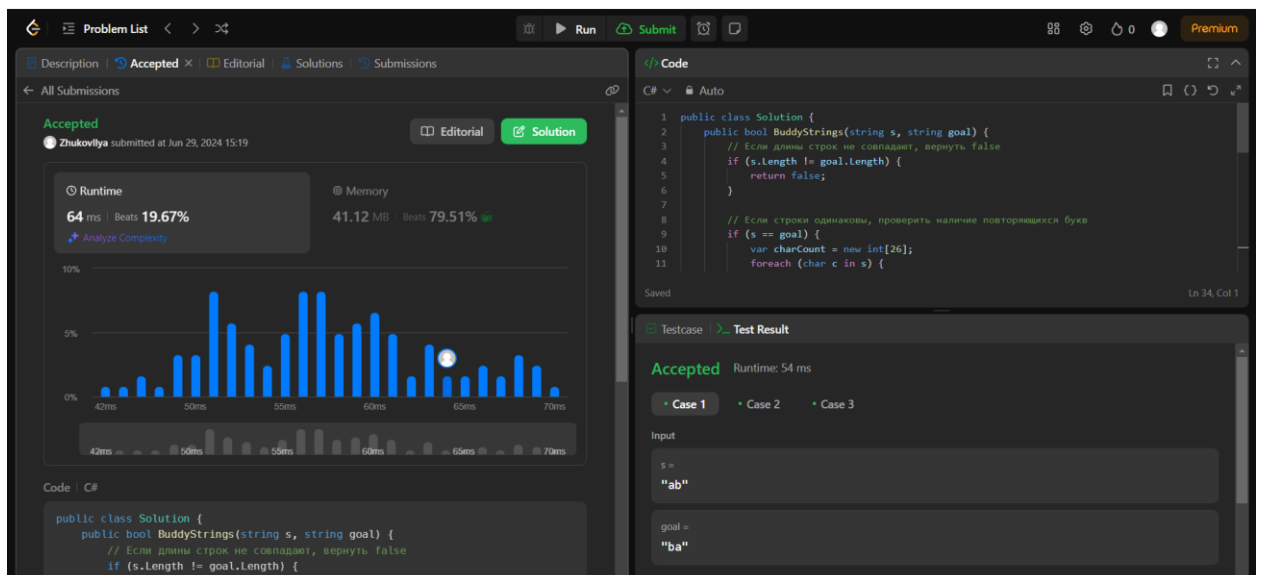 Problem List
Run
Submit
0
Premium
Description
Accepted
Editorial
Solutions
Submissions
All Submissions
Accepted
Zhukovllya submitted at Jun 29, 2024 15:19
Editorial
Solution
Runtime
64 ms | Beats 19.67%
Analyze Complexity
Memory
41.12 MB | Beats 79.51%
10%
5%
0%
42ms 50ms 55ms 60ms 65ms 70ms
42ms 50ms 55ms 60ms 65ms 70ms
Code | C#
public class Solution {
public bool BuddyStrings(string s, string goal) {
// Если длины строк не совпадают, вернуть false
if (s.Length != goal.Length) {
</> Code
C# Auto
1 public class Solution {
2 public bool BuddyStrings(string s, string goal) {
3 // Если длины строк не совпадают, вернуть false
4 if (s.Length != goal.Length) {
5 return false;
6 }
7
8 // Если строки одинаковы, проверить наличие повторяющихся букв
9 if (s == goal) {
10 var charCount = new int[26];
11 foreach (char c in s) {
Saved
Ln 34, Col 1
Testcase
>_ Test Result
Accepted Runtime: 54 ms
• Case 1 • Case 2 • Case 3
Input
s =
"ab"
goal =
"ba"